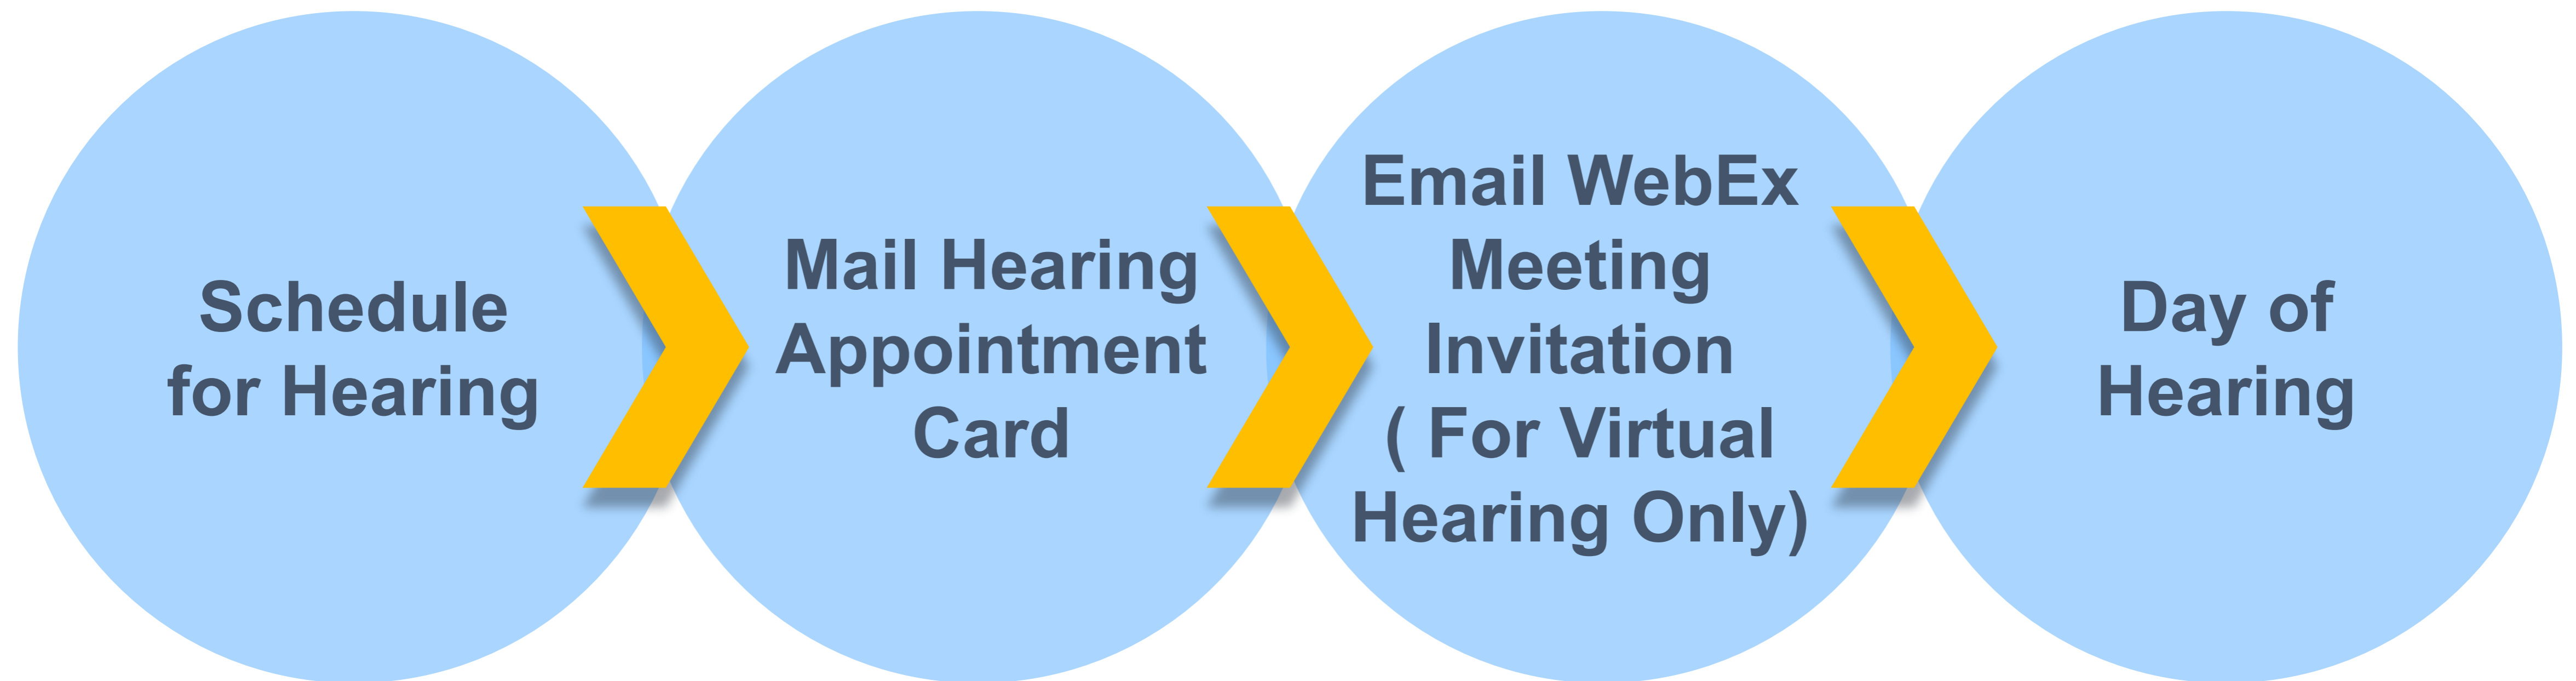 Schedule
for Hearing
Mail Hearing
Appointment
Card
Email WebEx
Meeting
Invitation
( For Virtual
Hearing Only)
Day of
Hearing